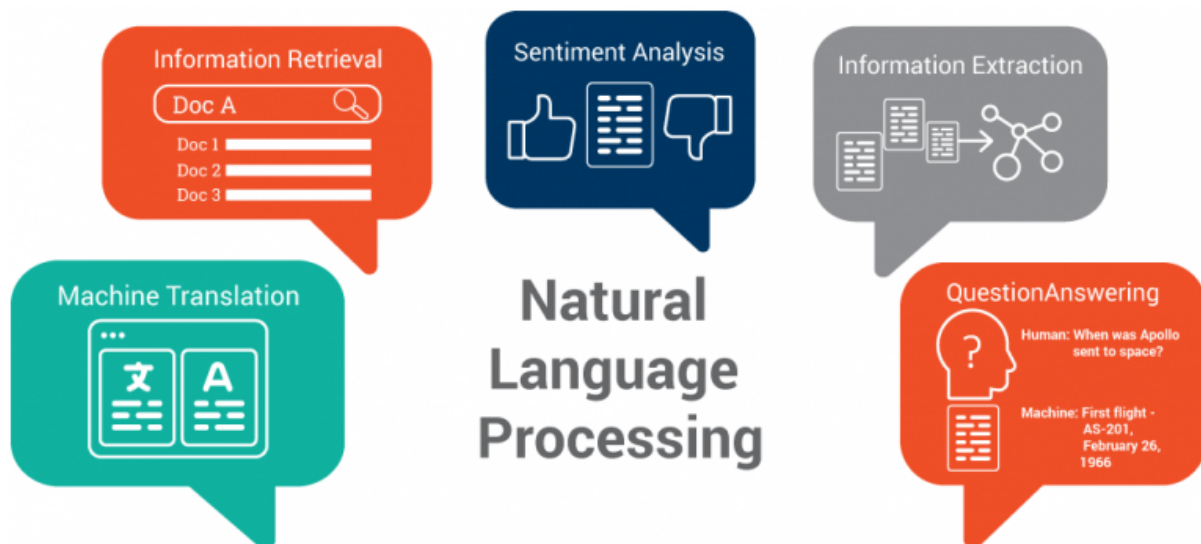 Information Retrieval
Doc A
Doc 1
Doc 2
Doc 3
Sentiment Analysis
Information Extraction
Machine Translation
文 A
Natural
Language
Processing
QuestionAnswering
?
Human: When was Apollo
sent to space?
Machine: First flight -
AS-201,
February 26,
1966